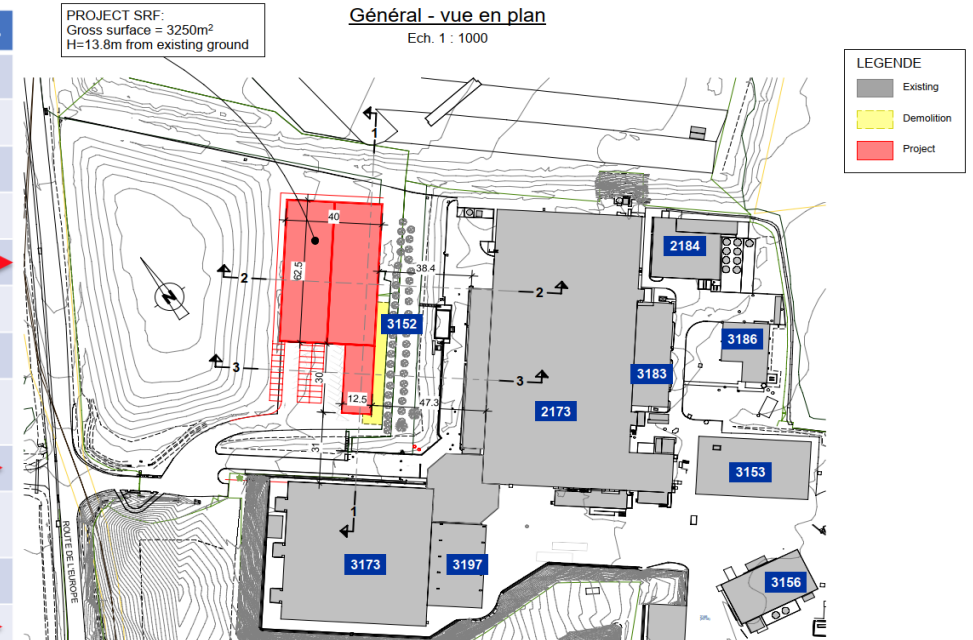 PROJECT SRF:
Gross surface = 3250m²
H=13.8m from existing ground
Général - vue en plan
Ech. 1 : 1000
LEGENDE
Existing
Demolition
Project
1
40
62.5
2
38.4
2
3152
2184
3186
3183
3
30
12.5
47.3
3
2173
31
3153
1
3173
3197
3156
ROUTE DE L'EUROPE
N